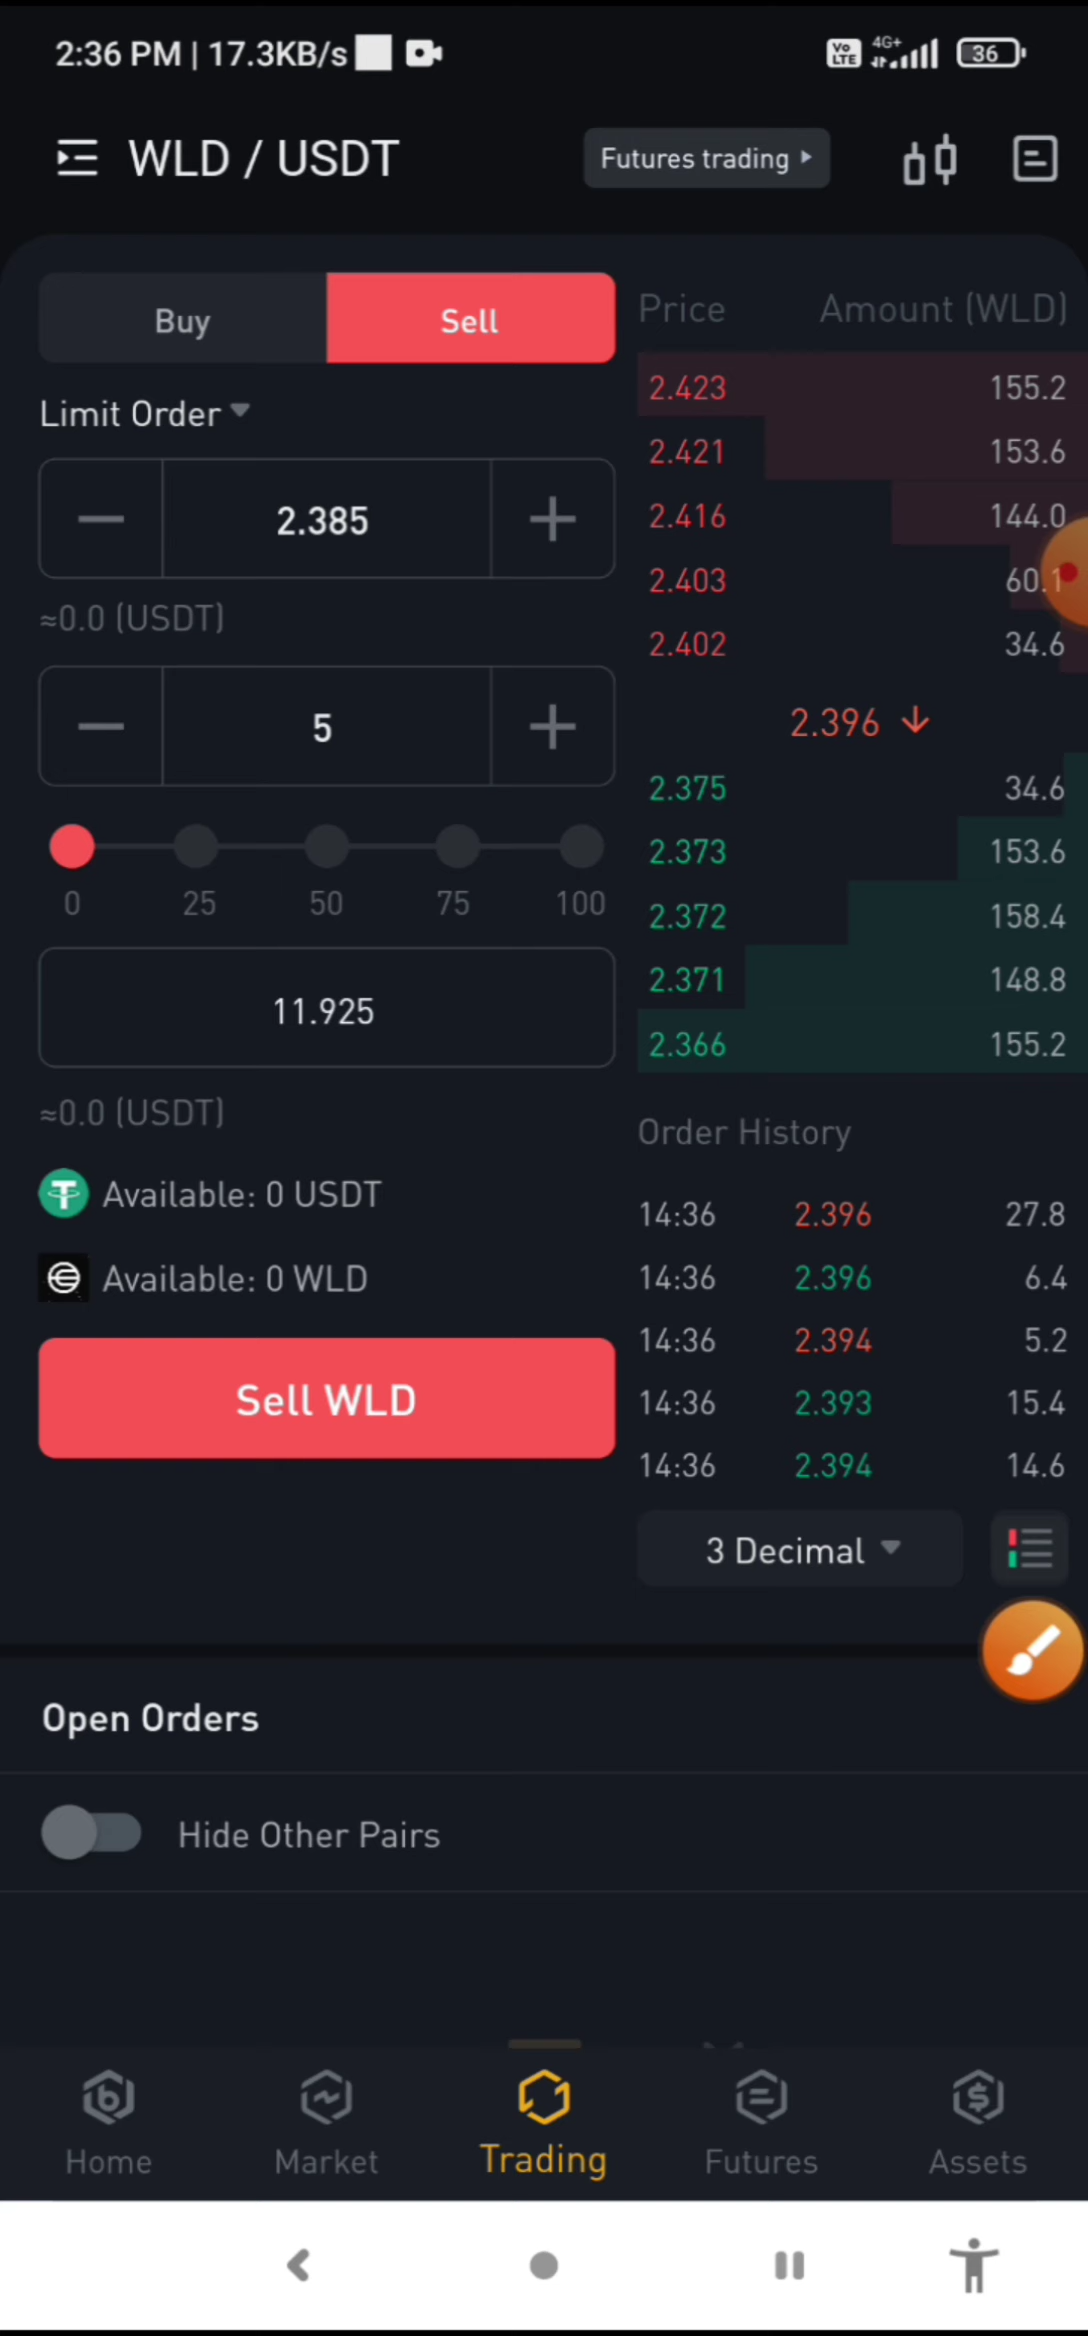 2:36 PM | 17.3KB/s
Vo LTE 4G+ 36
WLD / USDT
Futures trading
Buy Sell
Limit Order
2.385
≈0.0 (USDT)
5
0 25 50 75 100
11.925
≈0.0 (USDT)
Available: 0 USDT
Available: 0 WLD
Sell WLD
Price Amount (WLD)
2.423 155.2
2.421 153.6
2.416 144.0
2.403 60.1
2.402 34.6
2.396 ↓
2.375 34.6
2.373 153.6
2.372 158.4
2.371 148.8
2.366 155.2
Order History
14:36 2.396 27.8
14:36 2.396 6.4
14:36 2.394 5.2
14:36 2.393 15.4
14:36 2.394 14.6
3 Decimal
Open Orders
Hide Other Pairs
Home Market Trading Futures Assets